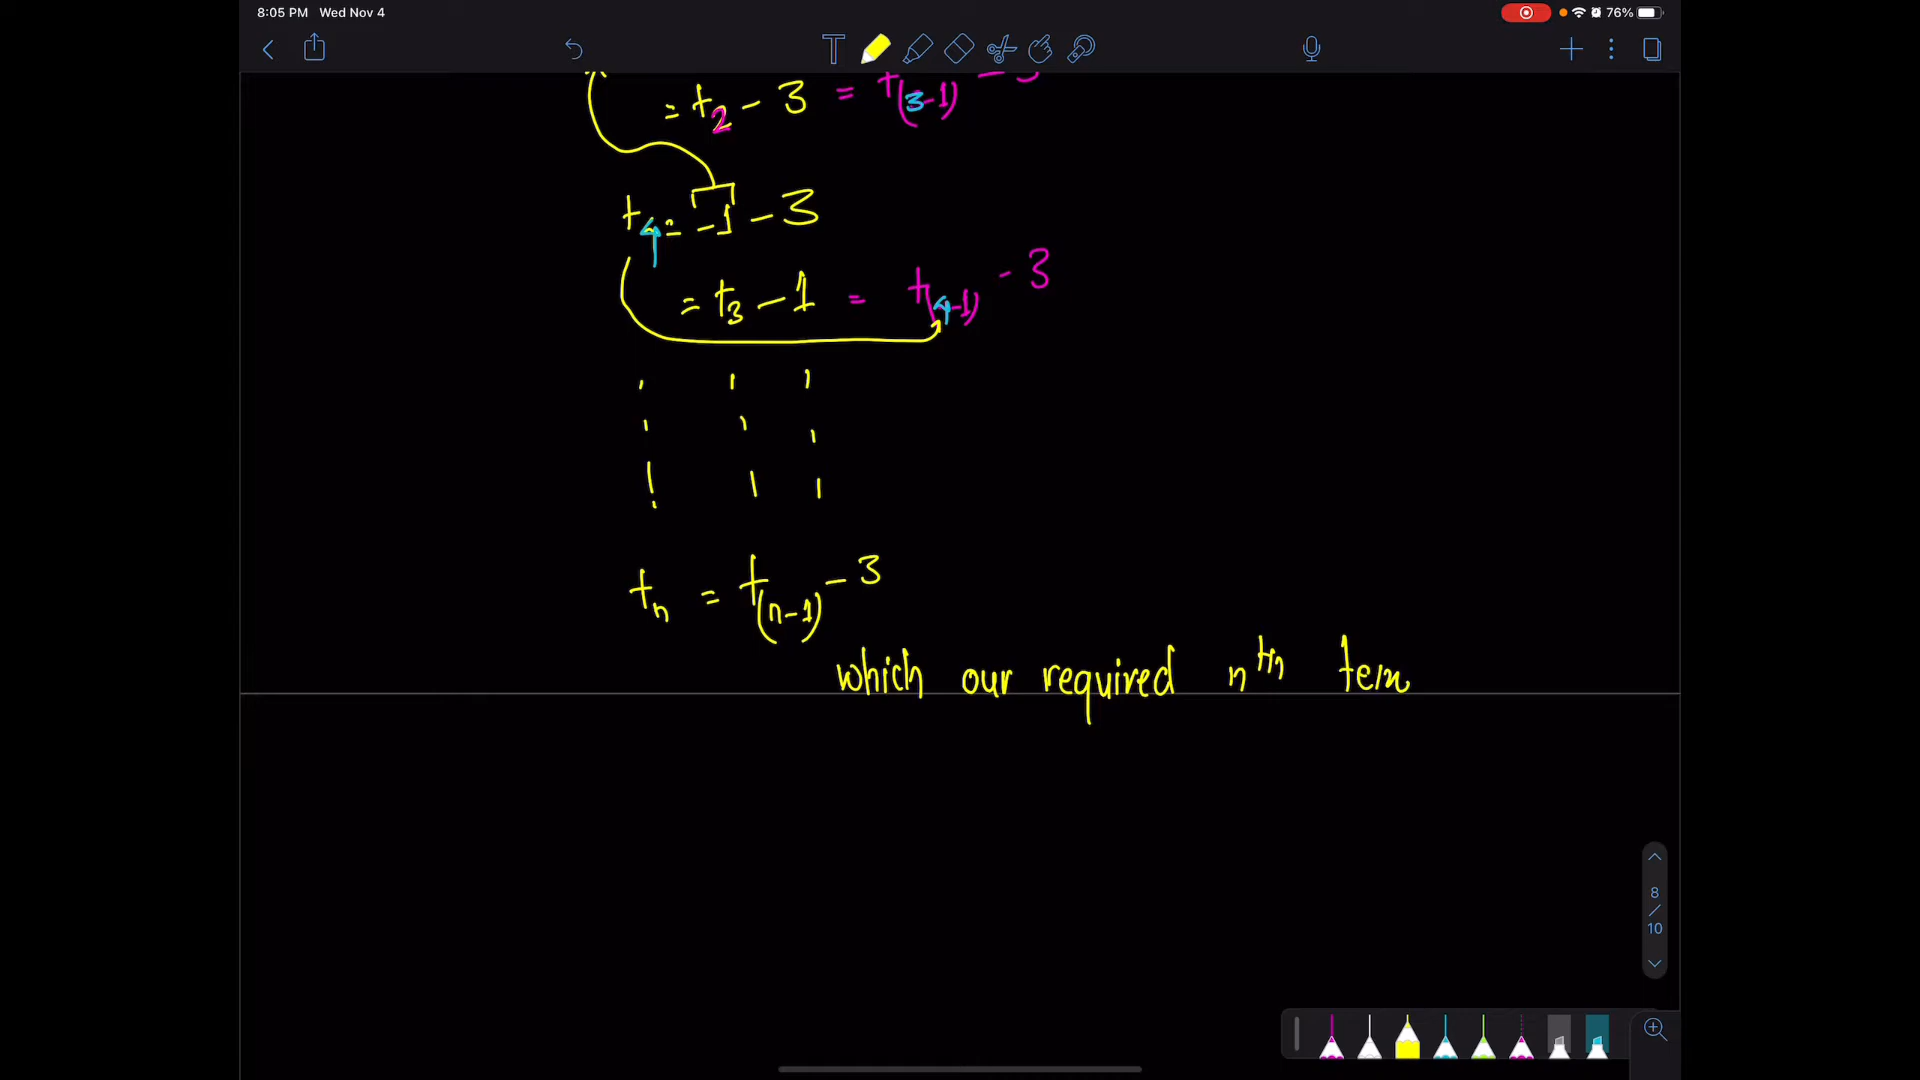 8:05 PM Wed Nov 4
76%
= t₂ - 3 = t₍₃₋₁₎ - 3
t₄ = -1 - 3
= t₃ - 1 = t₍₄₋₁₎ - 3
tₙ = t₍ₙ₋₁₎ - 3
which our required nᵗʰ term
8
/
10